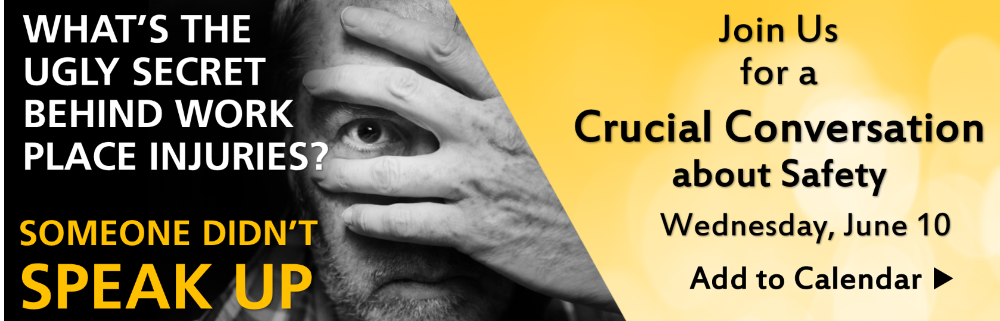 WHAT'S THE
UGLY SECRET
BEHIND WORK
PLACE INJURIES?
SOMEONE DIDN'T
SPEAK UP
Join Us
for a
Crucial Conversation
about Safety
Wednesday, June 10
Add to Calendar ▶